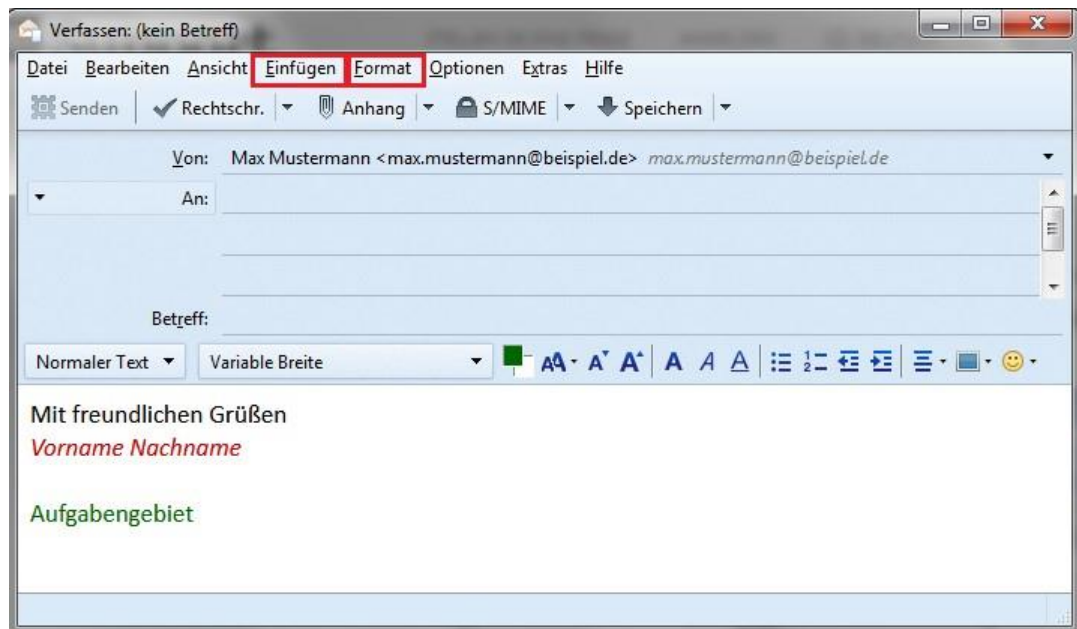 Verfassen: (kein Betreff)
Datei Bearbeiten Ansicht Einfügen Format Optionen Extras Hilfe
Senden Rechtschr. Anhang S/MIME Speichern
Von: Max Mustermann <max.mustermann@beispiel.de> max.mustermann@beispiel.de
An:
Betreff:
Normaler Text Variable Breite
Mit freundlichen Grüßen
Vorname Nachname
Aufgabengebiet